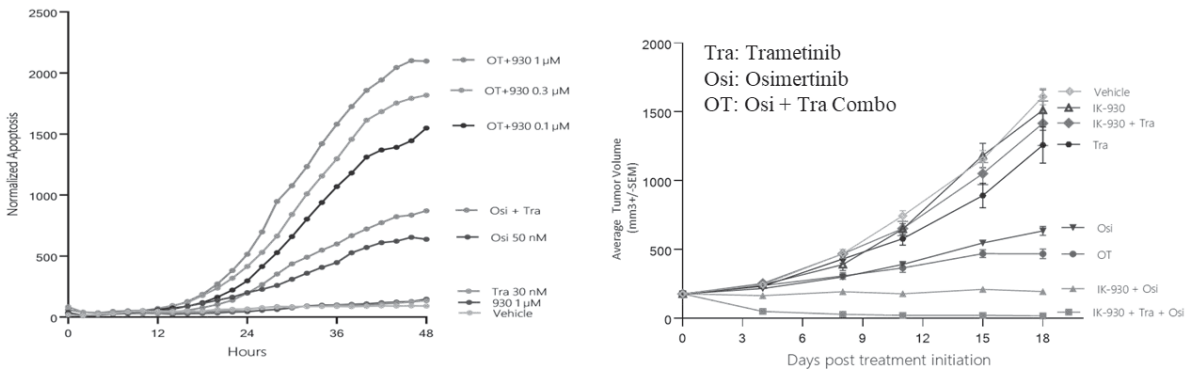 2500
2000
1500
1000
500
0
Normalized Apoptosis
0 12 24 36 48
Hours
OT+930 1 µM
OT+930 0.3 µM
OT+930 0.1 µM
Osi + Tra
Osi 50 nM
Tra 30 nM
930 1 µM
Vehicle
2000
1500
1000
500
0
Average Tumor Volume
(mm3+/-SEM)
0 3 6 9 12 15 18
Days post treatment initiation
Tra: Trametinib
Osi: Osimertinib
OT: Osi + Tra Combo
Vehicle
IK-930
IK-930 + Tra
Tra
Osi
OT
IK-930 + Osi
IK-930 + Tra + Osi